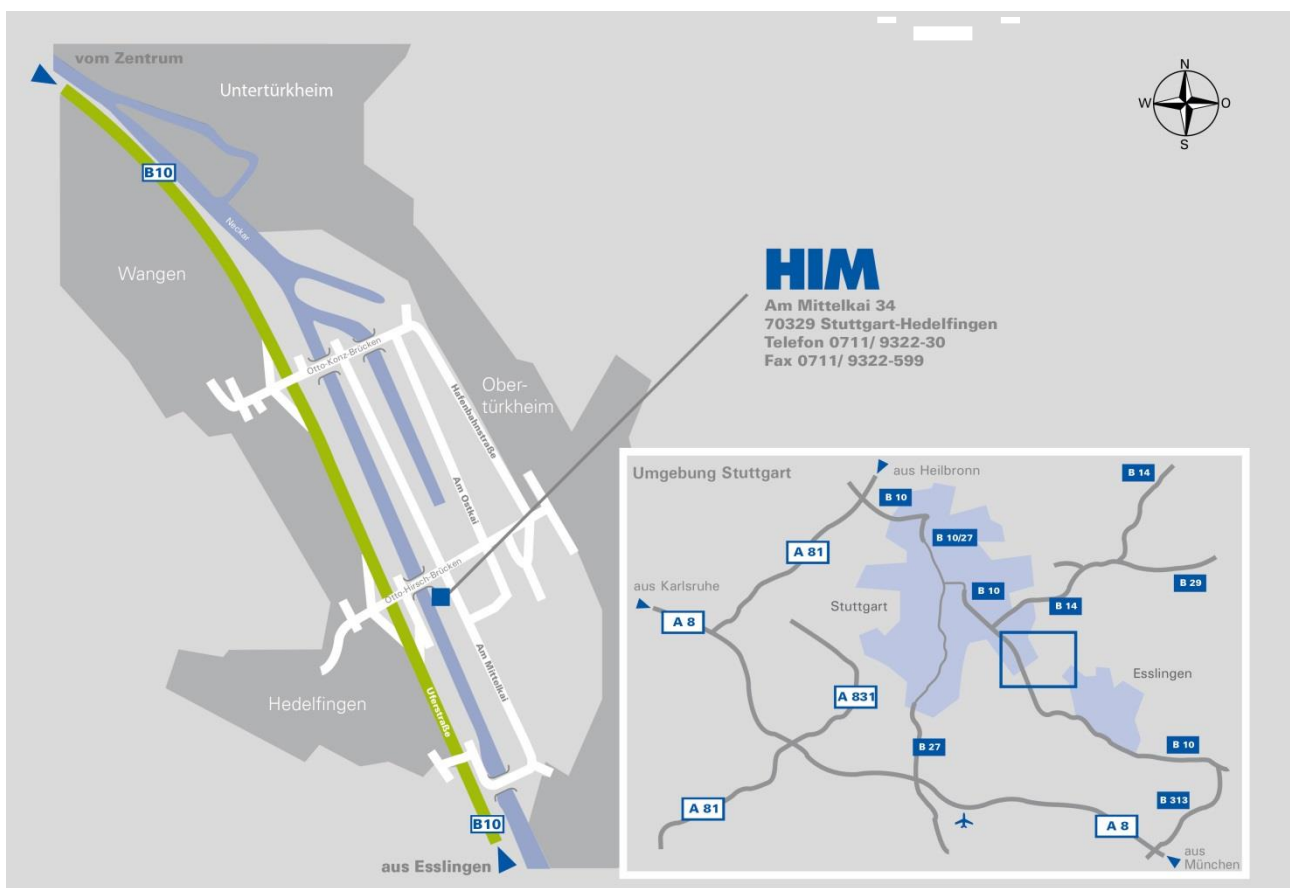 vom Zentrum
Untertürkheim
N
W
O
S
B10
Neckar
Wangen
HIM
Am Mittelkai 34
70329 Stuttgart-Hedelfingen
Telefon 0711/ 9322-30
Fax 0711/ 9322-599
Otto-Konz-Brücken
Ober-
türkheim
Hafenbahnstraße
Am Ostkai
Otto-Hirsch-Brücken
Am Mittelkai
Hedelfingen
Uferstraße
B10
aus Esslingen
Umgebung Stuttgart
aus Heilbronn
B 14
B 10
A 81
B 10/27
aus Karlsruhe
B 29
B 10
Stuttgart
B 14
A 8
Esslingen
A 831
B 27
B 10
A 81
B 313
A 8
aus
München